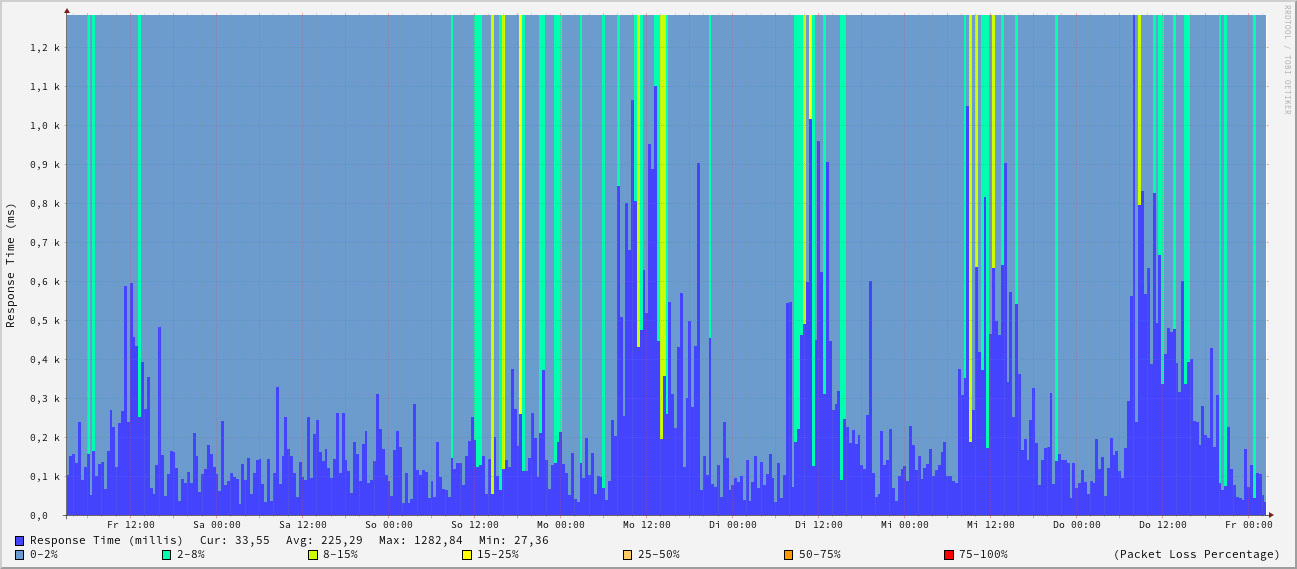 RRDTOOL / TOBI OETIKER
Response Time (ms)
1,2 k
1,1 k
1,0 k
0,9 k
0,8 k
0,7 k
0,6 k
0,5 k
0,4 k
0,3 k
0,2 k
0,1 k
0,0
Fr 12:00 Sa 00:00 Sa 12:00 So 00:00 So 12:00 Mo 00:00 Mo 12:00 Di 00:00 Di 12:00 Mi 00:00 Mi 12:00 Do 00:00 Do 12:00 Fr 00:00
Response Time (millis) Cur: 33,55 Avg: 225,29 Max: 1282,84 Min: 27,36
0-2% 2-8% 8-15% 15-25% 25-50% 50-75% 75-100% (Packet Loss Percentage)